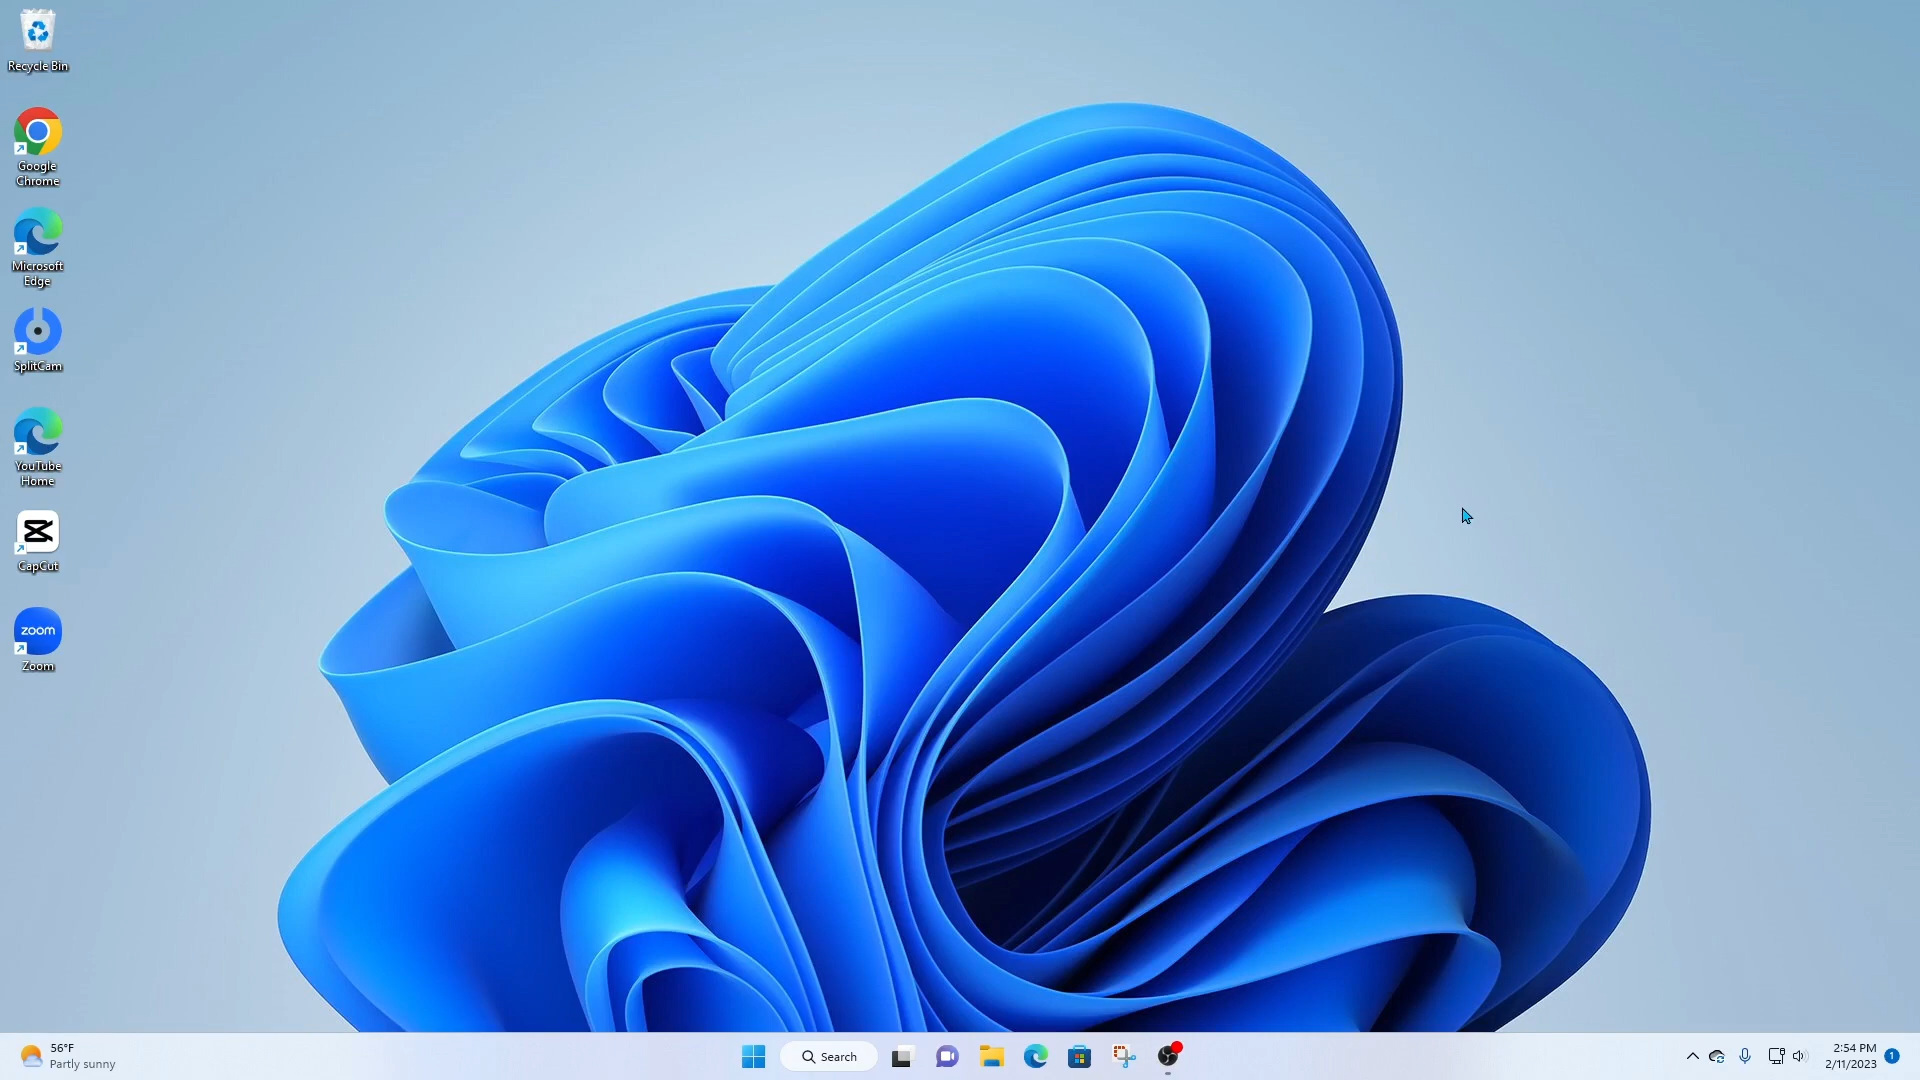 Recycle Bin
Google
Chrome
Microsoft
Edge
SplitCam
YouTube
Home
CapCut
zoom
Zoom
56°F
Partly sunny
Search
2:54 PM
2/11/2023
1